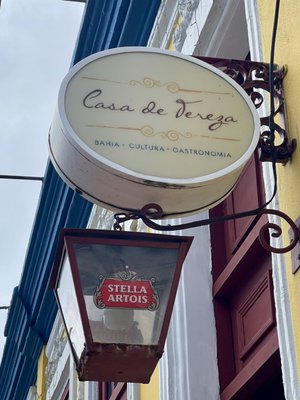 Casa de Tereza
BAHIA • CULTURA • GASTRONOMIA
STELLA
ARTOIS